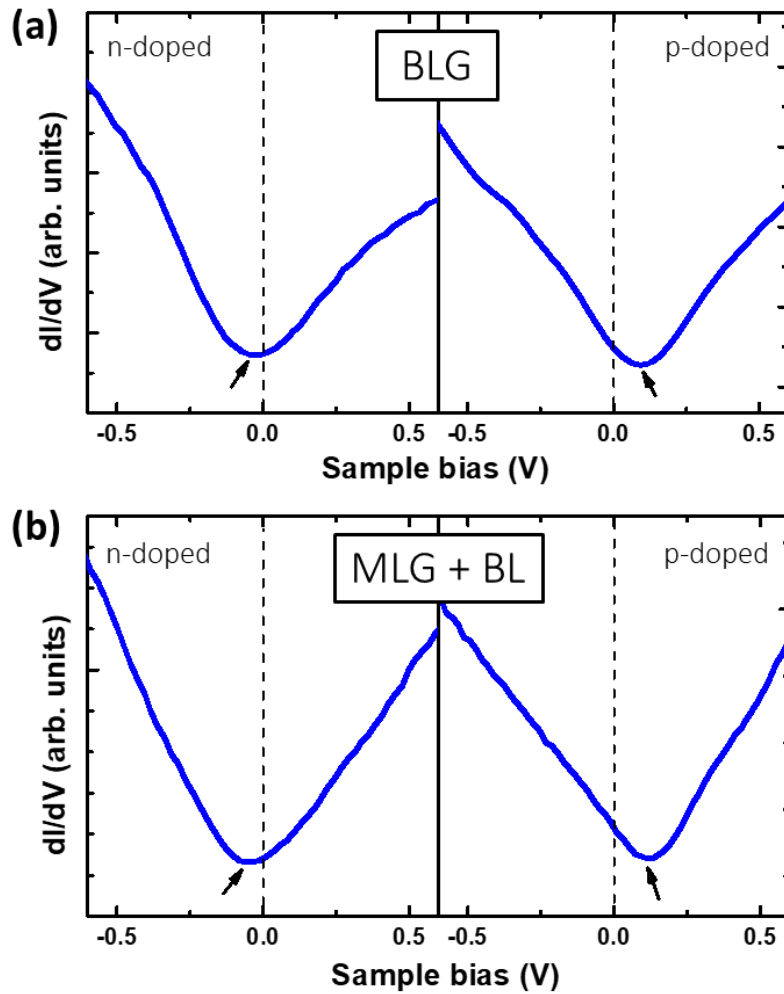 (a)
n-doped
BLG
p-doped
dI/dV (arb. units)
-0.5 0.0 0.5 -0.5 0.0 0.5
Sample bias (V)
(b)
n-doped
MLG + BL
p-doped
dI/dV (arb. units)
-0.5 0.0 0.5 -0.5 0.0 0.5
Sample bias (V)